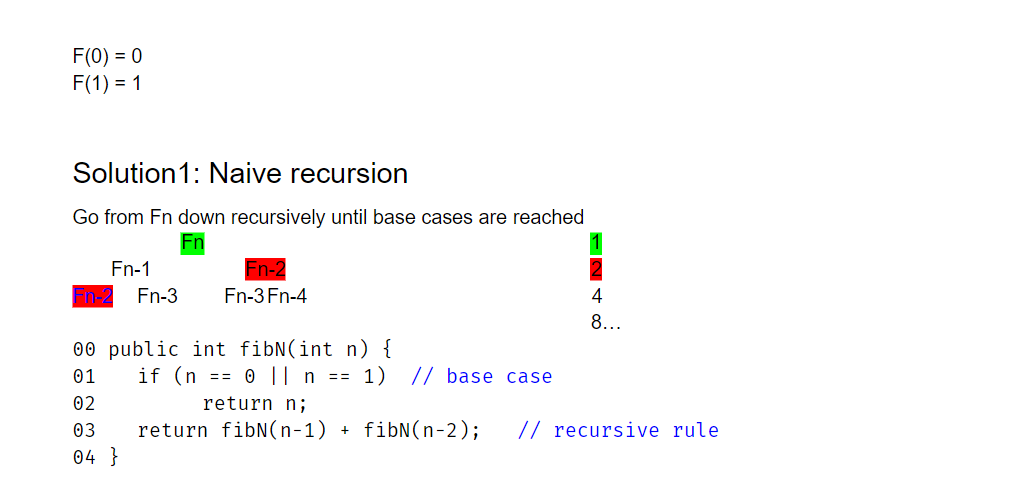 F(0) = 0
F(1) = 1
Solution1: Naive recursion
Go from Fn down recursively until base cases are reached
Fn 1
Fn-1 Fn-2 2
Fn-2 Fn-3 Fn-3 Fn-4 4
8...
00 public int fibN(int n) {
01 if (n == 0 || n == 1) // base case
02 return n;
03 return fibN(n-1) + fibN(n-2); // recursive rule
04 }